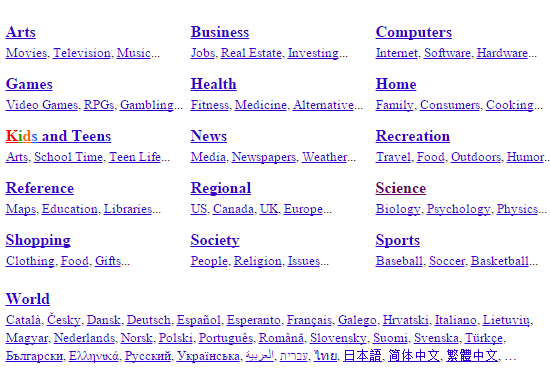 Arts
Movies, Television, Music...
Business
Jobs, Real Estate, Investing...
Computers
Internet, Software, Hardware...
Games
Video Games, RPGs, Gambling...
Health
Fitness, Medicine, Alternative...
Home
Family, Consumers, Cooking...
Kids and Teens
Arts, School Time, Teen Life...
News
Media, Newspapers, Weather...
Recreation
Travel, Food, Outdoors, Humor..
Reference
Maps, Education, Libraries...
Regional
US, Canada, UK, Europe...
Science
Biology, Psychology, Physics...
Shopping
Clothing, Food, Gifts...
Society
People, Religion, Issues...
Sports
Baseball, Soccer, Basketball...
World
Català, Česky, Dansk, Deutsch, Español, Esperanto, Français, Galego, Hrvatski, Italiano, Lietuvių,
Magyar, Nederlands, Norsk, Polski, Português, Română, Slovensky, Suomi, Svenska, Türkçe,
Български, Ελληνικά, Русский, Українська, العربية, עברית, ไทย, 日本語, 简体中文, 繁體中文, ...